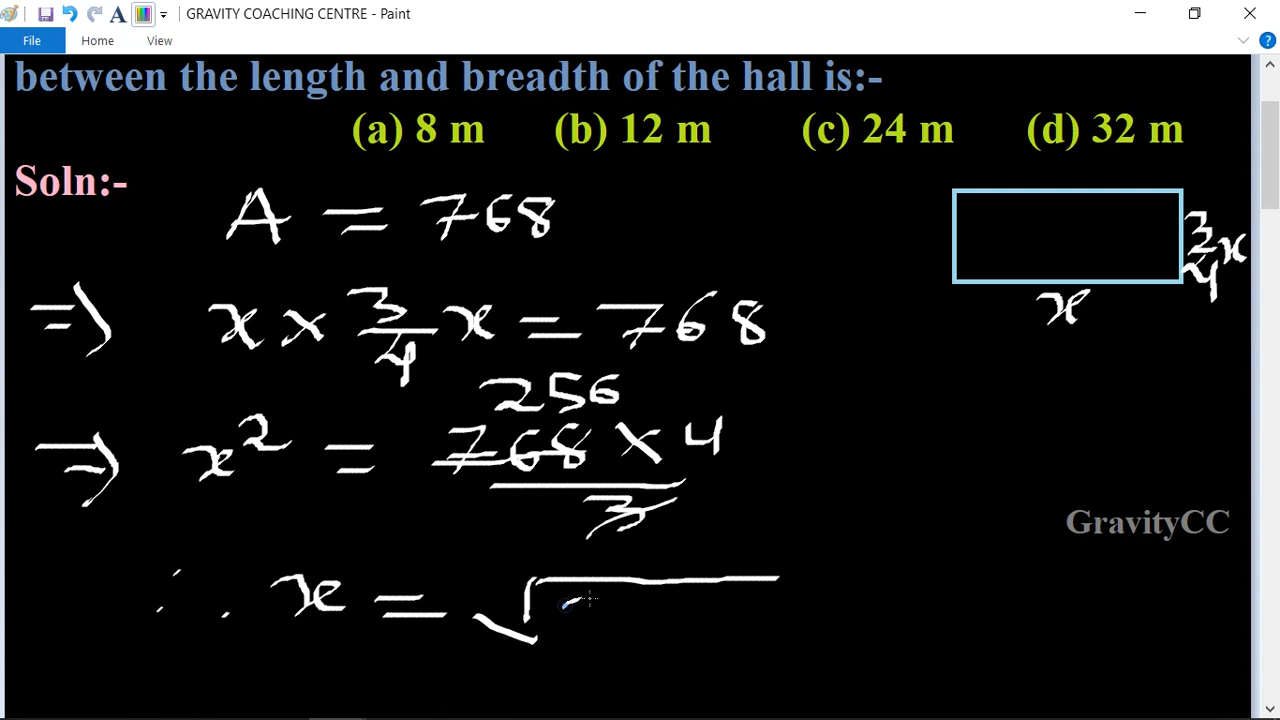 GRAVITY COACHING CENTRE - Paint
File Home View
between the length and breadth of the hall is:-
(a) 8 m (b) 12 m (c) 24 m (d) 32 m
Soln:-
A = 768
3/4 x
x
=> x × 3/4 x = 768
256
=> x² = 768 × 4
3
GravityCC
∴ x = √